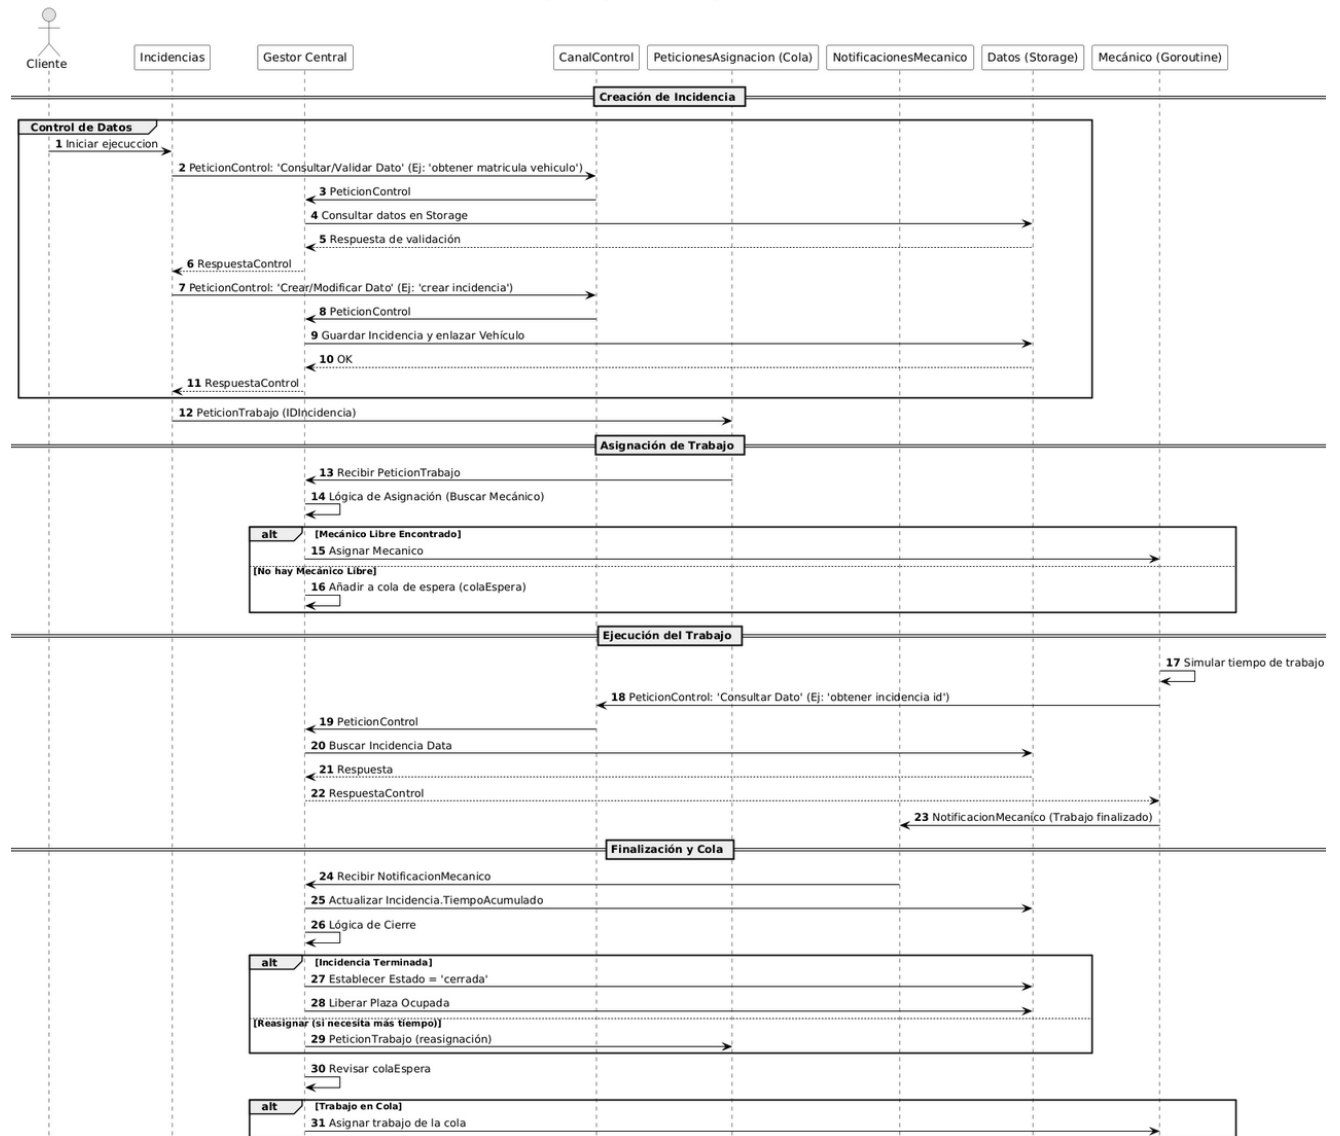 Cliente
Incidencias
Gestor Central
CanalControl
PeticionesAsignacion (Cola)
NotificacionesMecanico
Datos (Storage)
Mecánico (Goroutine)
Creación de Incidencia
Control de Datos
1 Iniciar ejecuccion
2 PeticionControl: 'Consultar/Validar Dato' (Ej: 'obtener matricula vehiculo')
3 PeticionControl
4 Consultar datos en Storage
5 Respuesta de validación
6 RespuestaControl
7 PeticionControl: 'Crear/Modificar Dato' (Ej: 'crear incidencia')
8 PeticionControl
9 Guardar Incidencia y enlazar Vehículo
10 OK
11 RespuestaControl
12 PeticionTrabajo (IDIncidencia)
Asignación de Trabajo
13 Recibir PeticionTrabajo
14 Lógica de Asignación (Buscar Mecánico)
alt [Mecánico Libre Encontrado]
15 Asignar Mecanico
[No hay Mecánico Libre]
16 Añadir a cola de espera (colaEspera)
Ejecución del Trabajo
17 Simular tiempo de trabajo
18 PeticionControl: 'Consultar Dato' (Ej: 'obtener incidencia id')
19 PeticionControl
20 Buscar Incidencia Data
21 Respuesta
22 RespuestaControl
23 NotificacionMecanico (Trabajo finalizado)
Finalización y Cola
24 Recibir NotificacionMecanico
25 Actualizar Incidencia.TiempoAcumulado
26 Lógica de Cierre
alt [Incidencia Terminada]
27 Establecer Estado = 'cerrada'
28 Liberar Plaza Ocupada
[Reasignar (si necesita más tiempo)]
29 PeticionTrabajo (reasignación)
30 Revisar colaEspera
alt [Trabajo en Cola]
31 Asignar trabajo de la cola